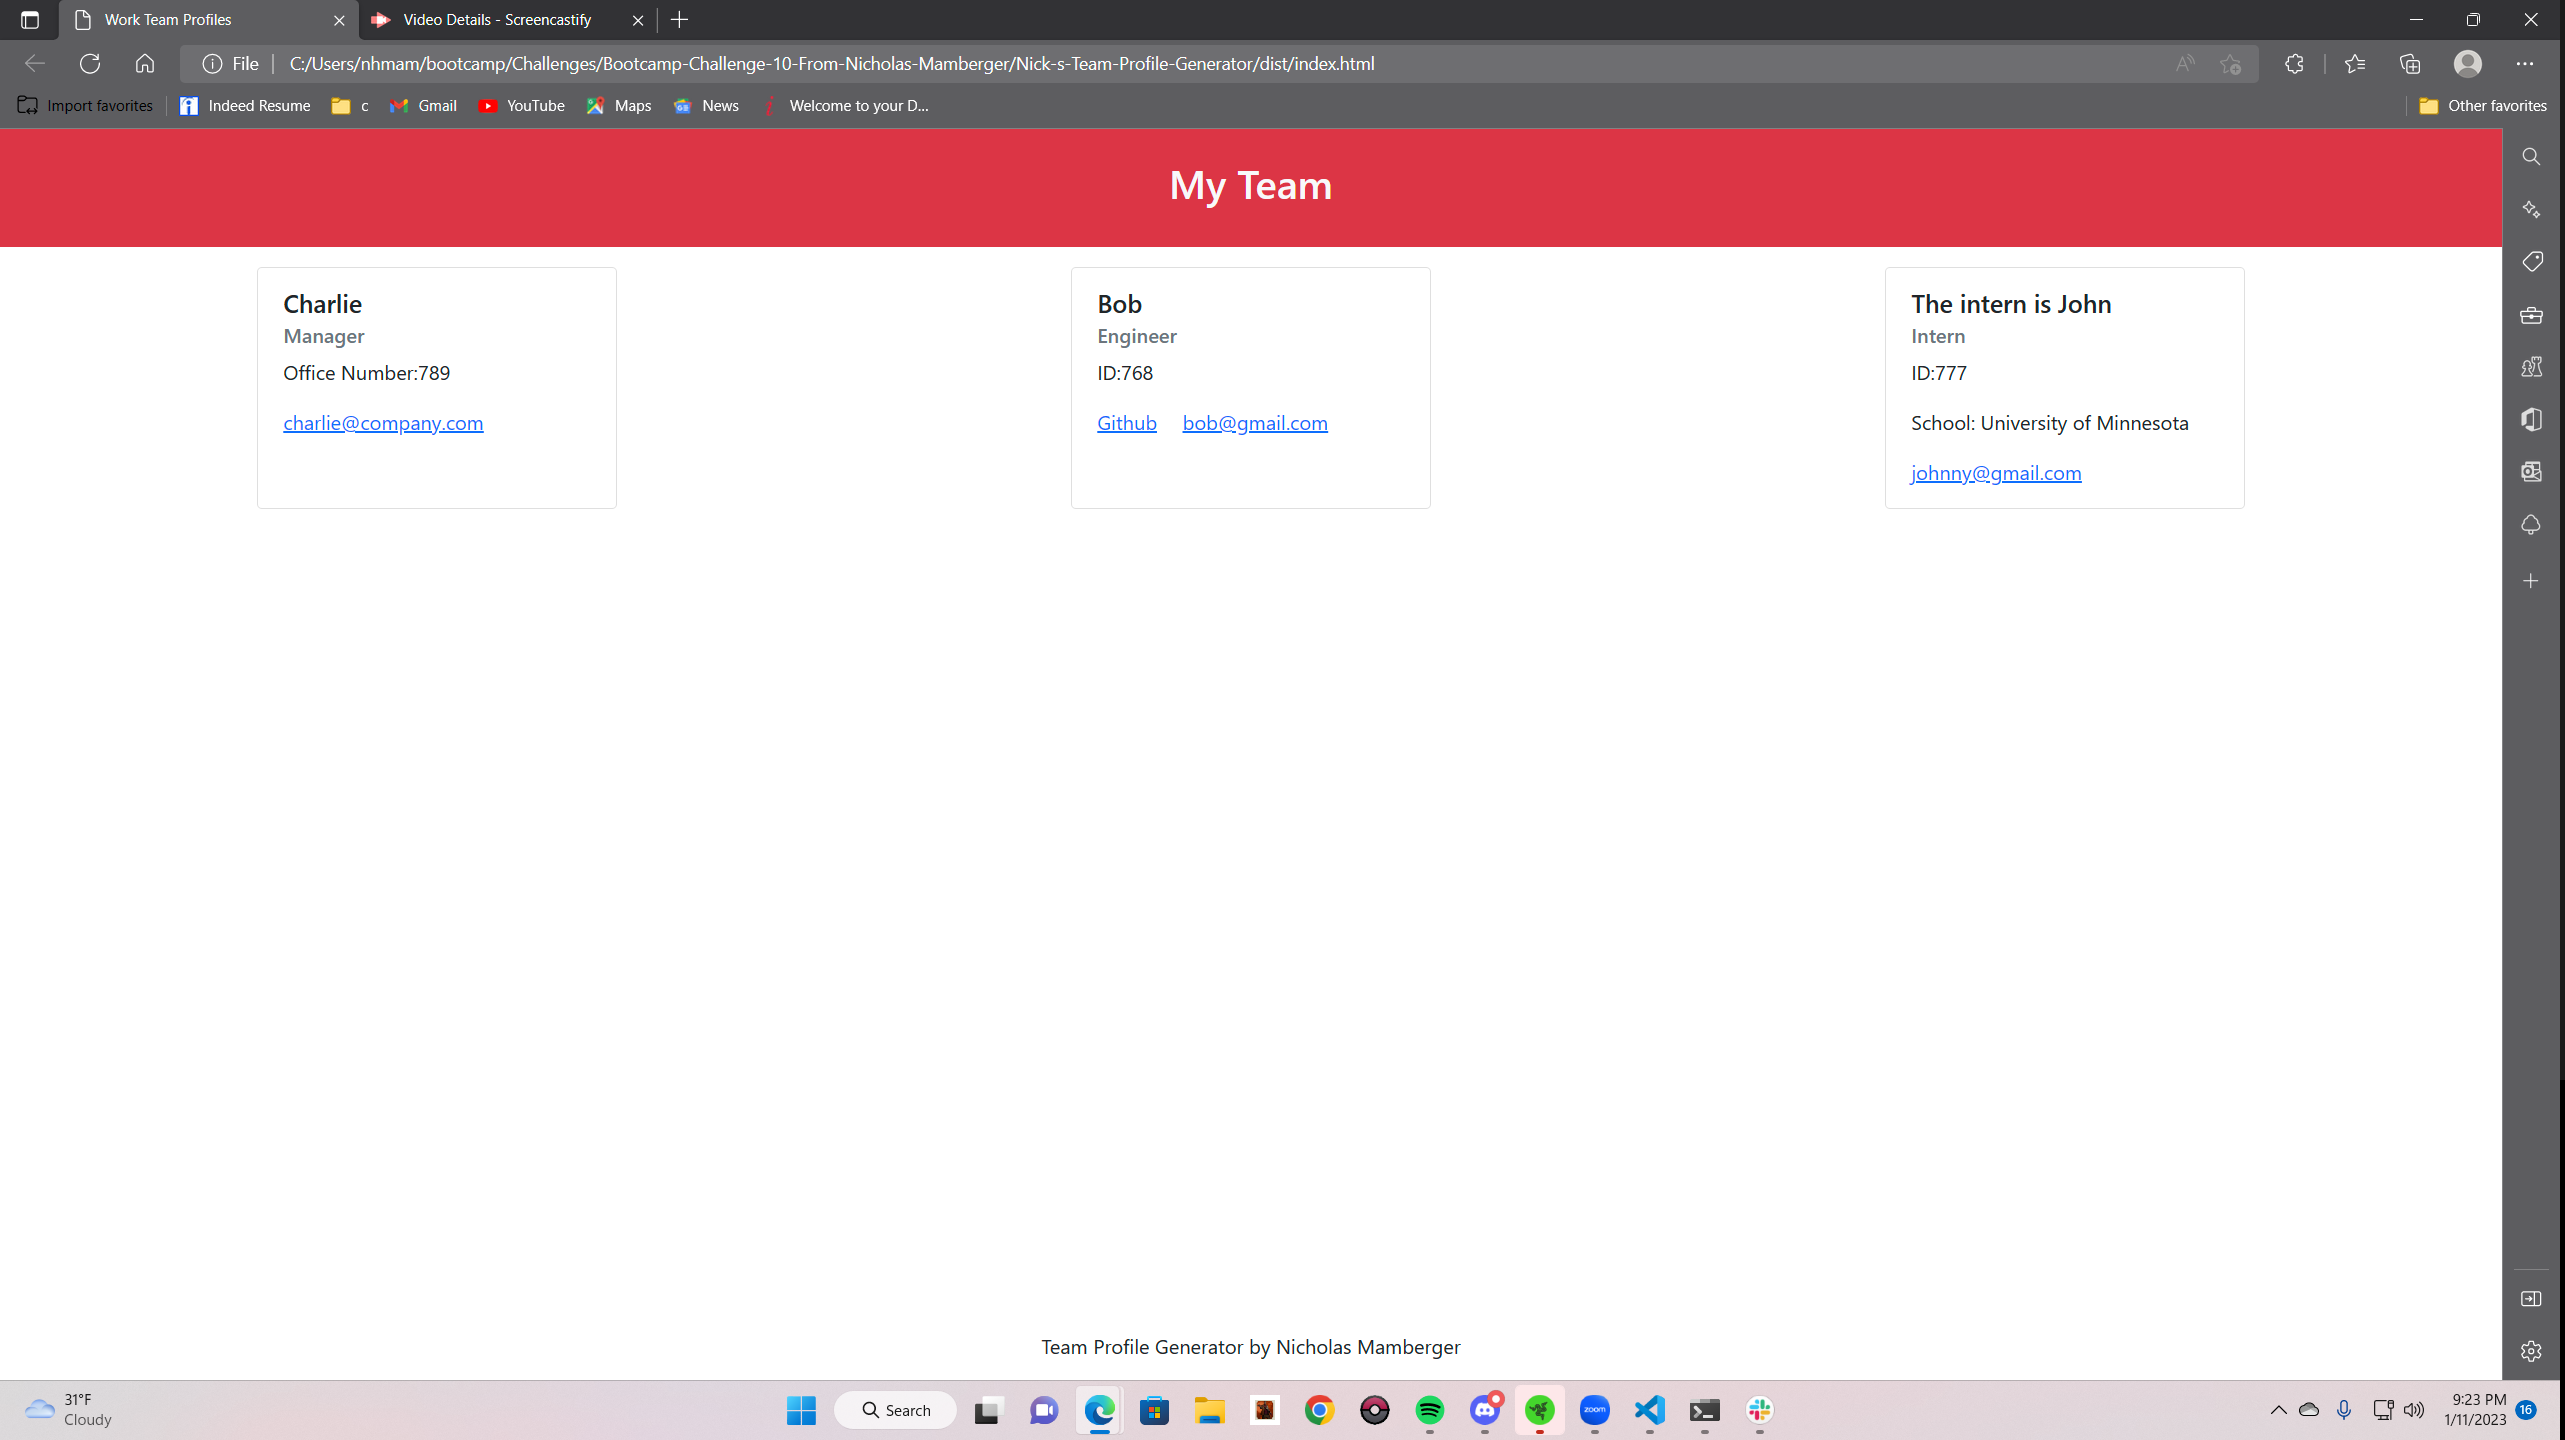 Work Team Profiles
Video Details - Screencastify
File
C:/Users/nhmam/bootcamp/Challenges/Bootcamp-Challenge-10-From-Nicholas-Mamberger/Nick-s-Team-Profile-Generator/dist/index.html
Import favorites
Indeed Resume
c
Gmail
YouTube
Maps
News
Welcome to your D...
Other favorites
My Team
Charlie
Manager
Office Number:789
charlie@company.com
Bob
Engineer
ID:768
Github bob@gmail.com
The intern is John
Intern
ID:777
School: University of Minnesota
johnny@gmail.com
Team Profile Generator by Nicholas Mamberger
31°F
Cloudy
Search
zoom
9:23 PM
1/11/2023
16